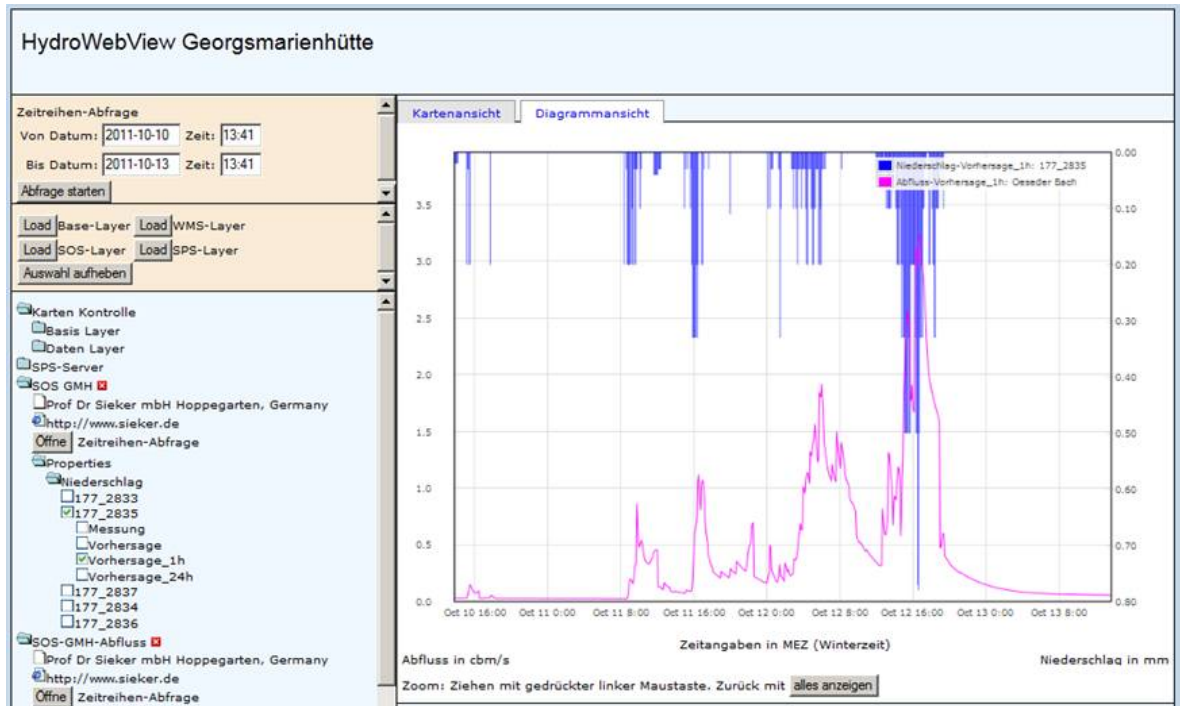 HydroWebView Georgsmarienhütte
Zeitreihen-Abfrage
Von Datum: 2011-10-10 Zeit: 13:41
Bis Datum: 2011-10-13 Zeit: 13:41
Abfrage starten
Load Base-Layer Load WMS-Layer
Load SOS-Layer Load SPS-Layer
Auswahl aufheben
Karten Kontrolle
Basis Layer
Daten Layer
SPS-Server
SOS GMH
Prof Dr Sieker mbH Hoppegarten, Germany
http://www.sieker.de
Öffne Zeitreihen-Abfrage
Properties
Niederschlag
177_2833
177_2835
Messung
Vorhersage
Vorhersage_1h
Vorhersage_24h
177_2837
177_2834
177_2836
SOS-GMH-Abfluss
Prof Dr Sieker mbH Hoppegarten, Germany
http://www.sieker.de
Öffne Zeitreihen-Abfrage
Kartenansicht Diagrammansicht
Niederschlag-Vorhersage_1h: 177_2835
Abfluss-Vorhersage_1h: Oeseder Bach
3.5
3.0
2.5
2.0
1.5
1.0
0.5
0.0
0.00
0.10
0.20
0.30
0.40
0.50
0.60
0.70
0.80
Oct 10 16:00 Oct 11 0:00 Oct 11 8:00 Oct 11 16:00 Oct 12 0:00 Oct 12 8:00 Oct 12 16:00 Oct 13 0:00 Oct 13 8:00
Zeitangaben in MEZ (Winterzeit)
Abfluss in cbm/s Niederschlag in mm
Zoom: Ziehen mit gedrückter linker Maustaste. Zurück mit alles anzeigen